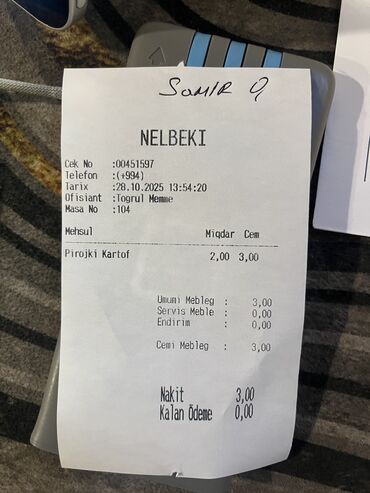 SamiR Q,
NELBEKI
Cek No :00451597
Telefon :(+994)
Tarix :28.10.2025 13:54:20
Ofisiant :Togrul Memme
Masa No :104
Mehsul Miqdar Cem
Pirojki Kartof 2,00 3,00
Umumi Mebleg : 3,00
Servis Meble : 0,00
Endirim : 0,00
Cemi Mebleg : 3,00
Nakit 3,00
Kalan Ödeme 0,00